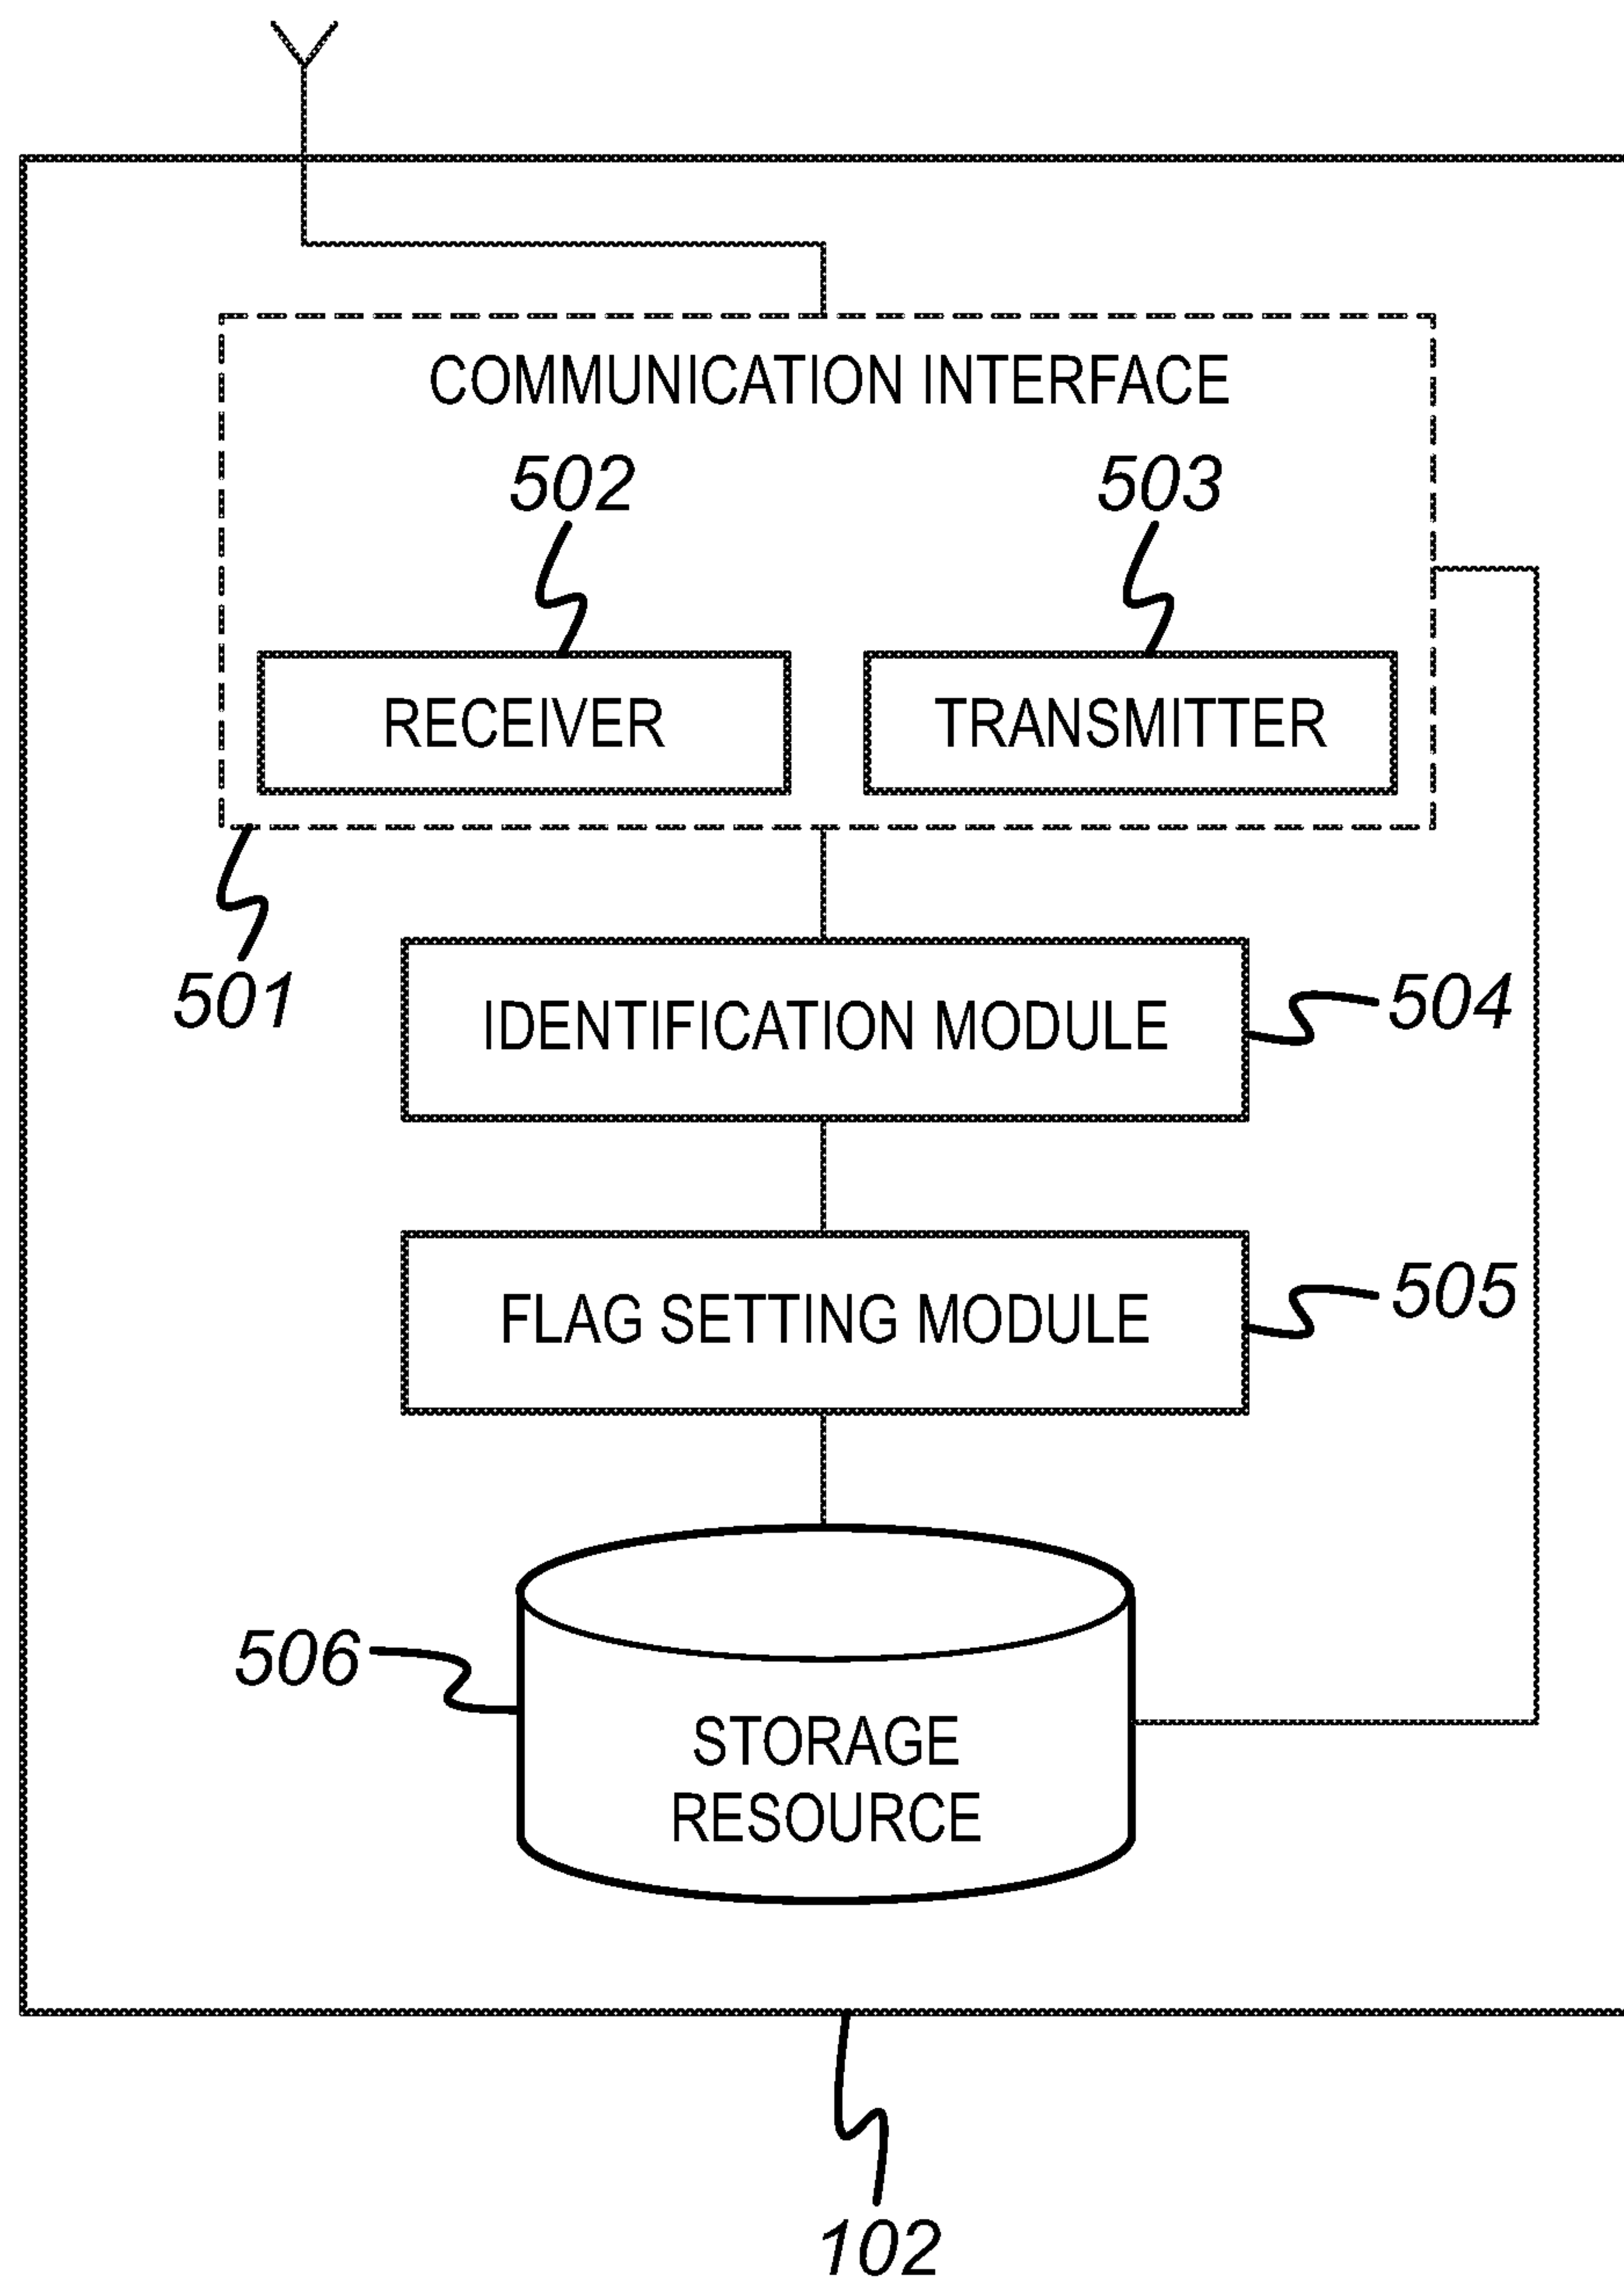 COMMUNICATION INTERFACE
502
503
RECEIVER
TRANSMITTER
501
IDENTIFICATION MODULE
504
FLAG SETTING MODULE
505
506
STORAGE
RESOURCE
102